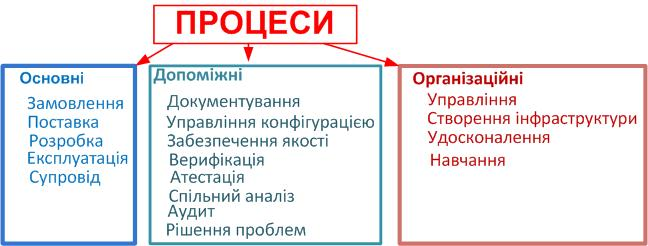 ПРОЦЕСИ
Основні
Замовлення
Поставка
Розробка
Експлуатація
Супровід
Допоміжні
Документування
Управління конфігурацією
Забезпечення якості
Верифікація
Атестація
Спільний аналіз
Аудит
Рішення проблем
Організаційні
Управління
Створення інфраструктури
Удосконалення
Навчання